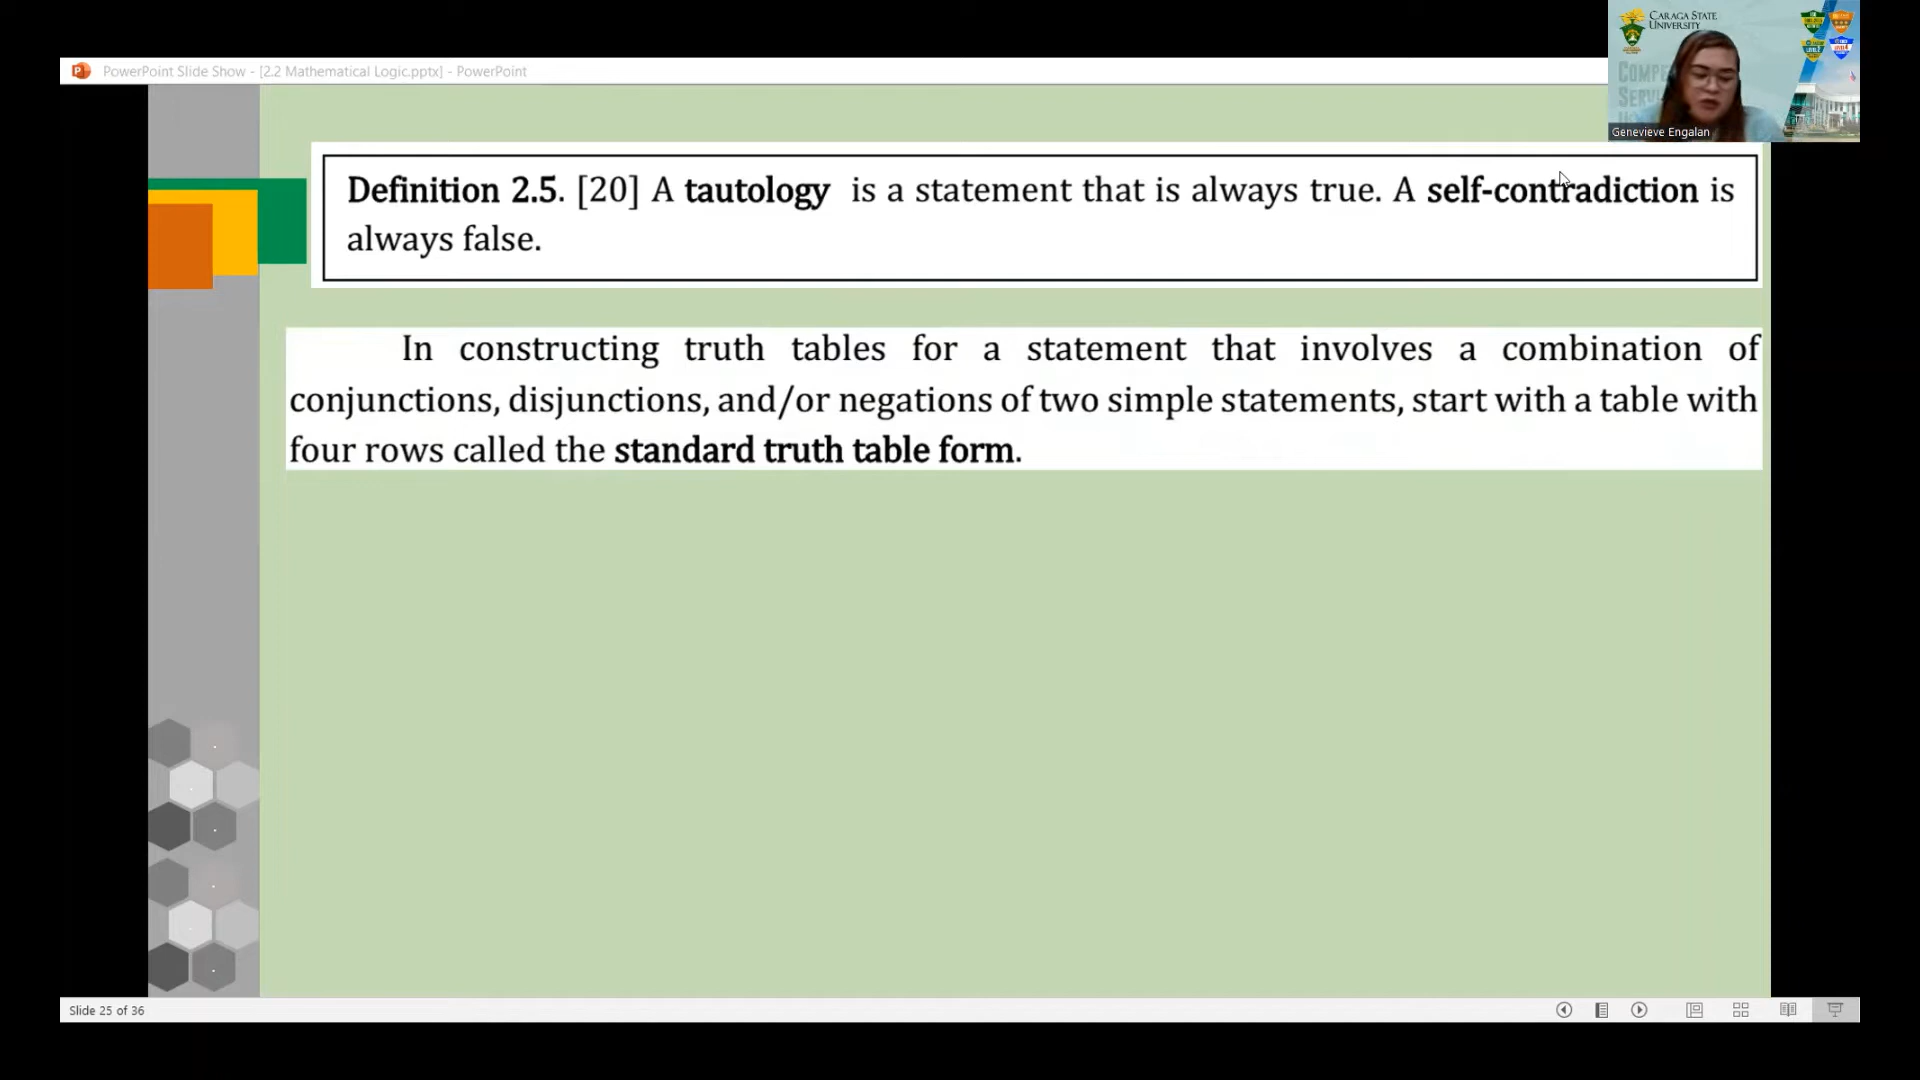 CARAGA STATE
UNIVERSITY
COMPE
SERV
Genevieve Engalan
PowerPoint Slide Show - [2.2 Mathematical Logic.pptx] - PowerPoint
Definition 2.5. [20] A tautology is a statement that is always true. A self-contradiction is
always false.
In constructing truth tables for a statement that involves a combination of
conjunctions, disjunctions, and/or negations of two simple statements, start with a table with
four rows called the standard truth table form.
Slide 25 of 36